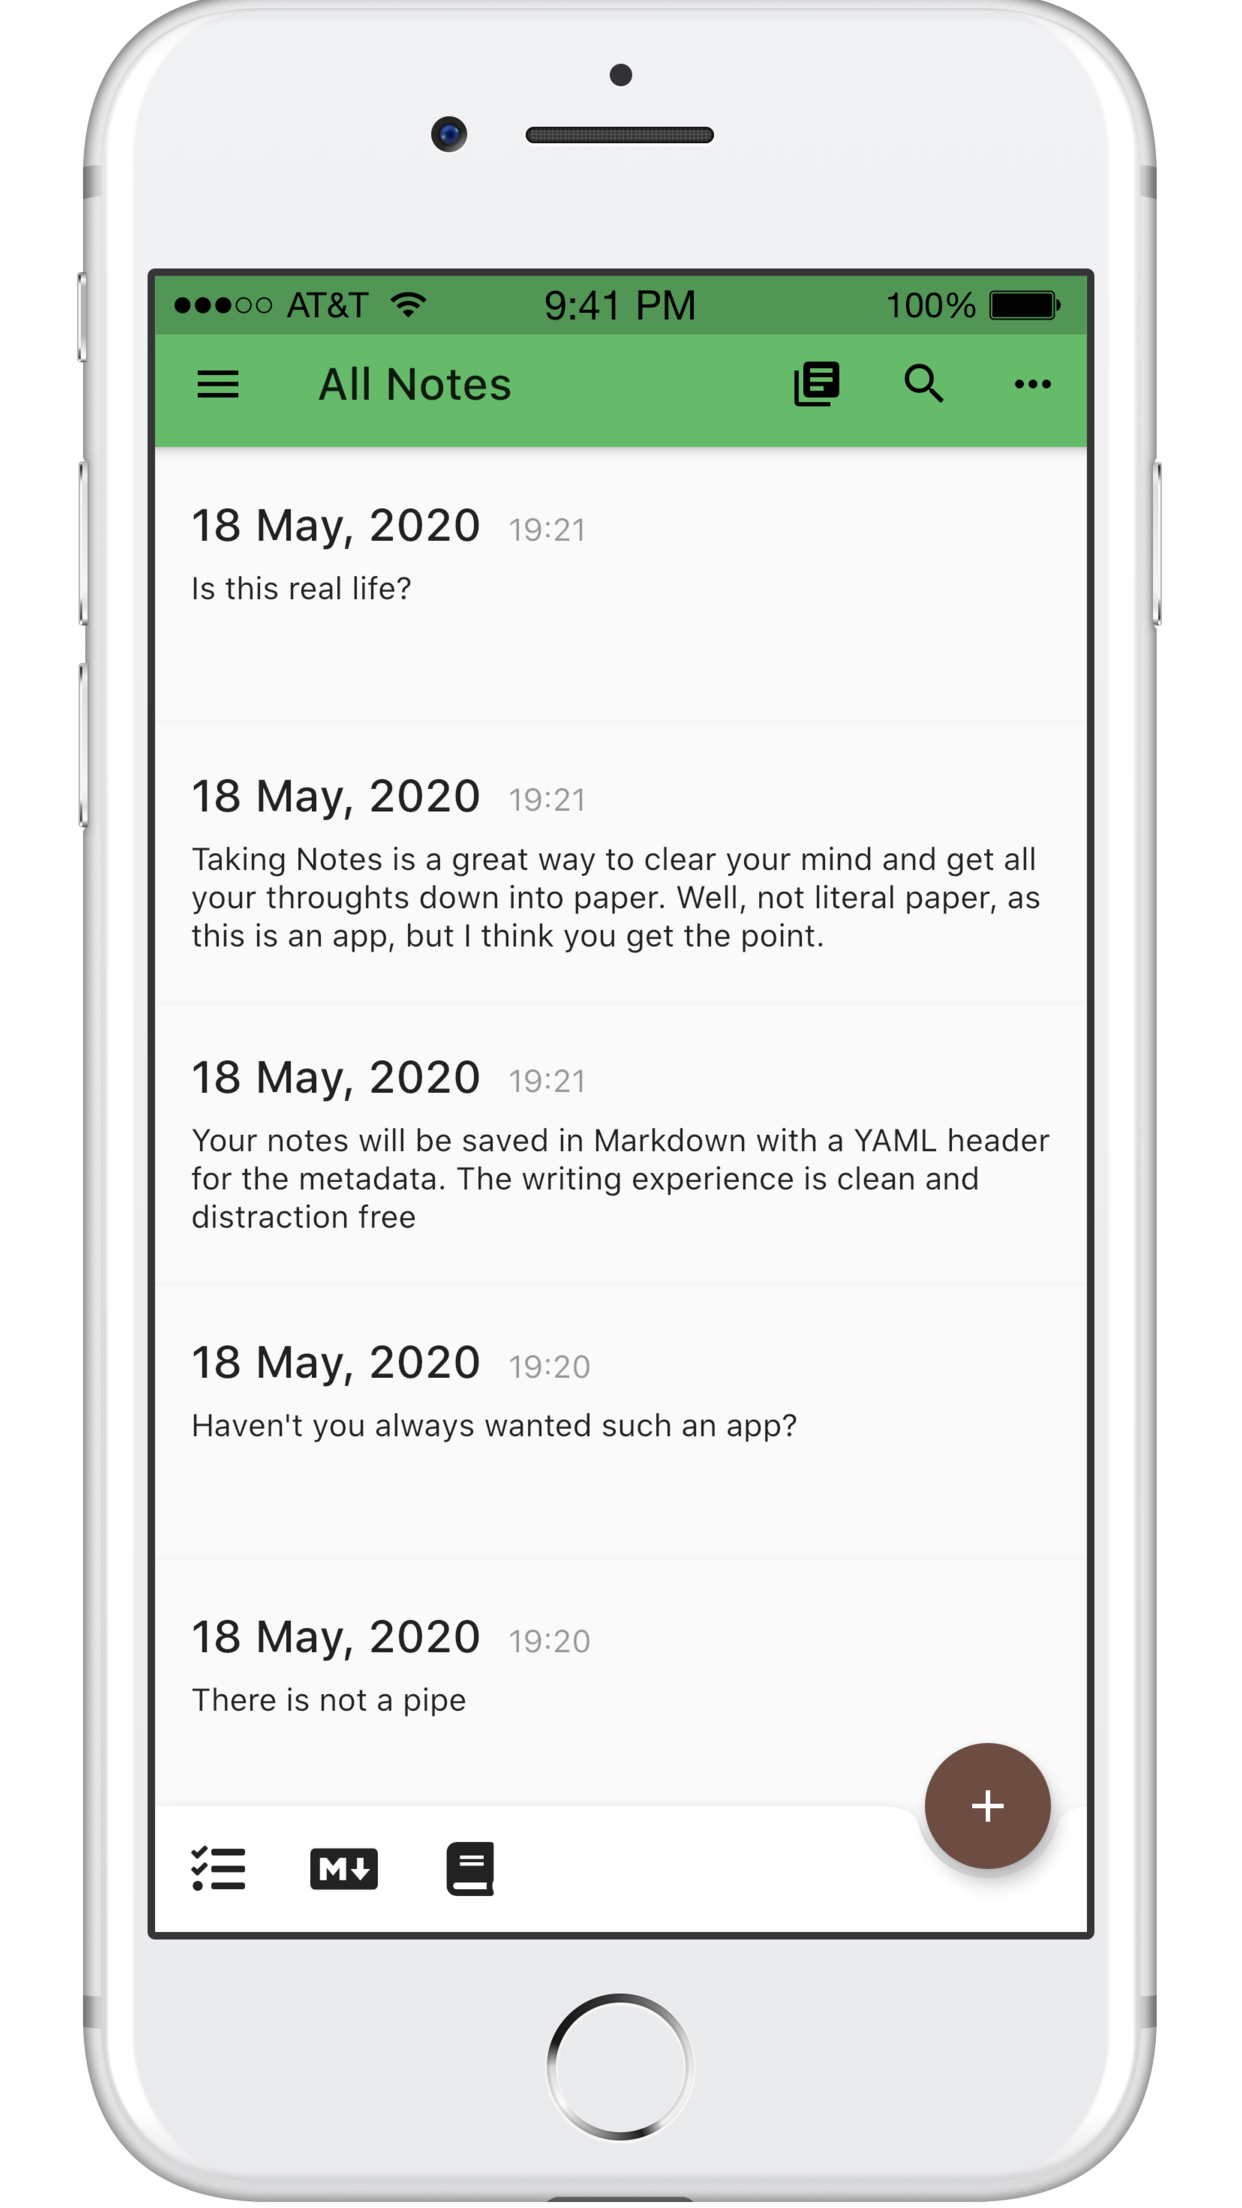 AT&T 9:41 PM 100%
All Notes
18 May, 2020 19:21
Is this real life?
18 May, 2020 19:21
Taking Notes is a great way to clear your mind and get all
your throughts down into paper. Well, not literal paper, as
this is an app, but I think you get the point.
18 May, 2020 19:21
Your notes will be saved in Markdown with a YAML header
for the metadata. The writing experience is clean and
distraction free
18 May, 2020 19:20
Haven't you always wanted such an app?
18 May, 2020 19:20
There is not a pipe
+
M